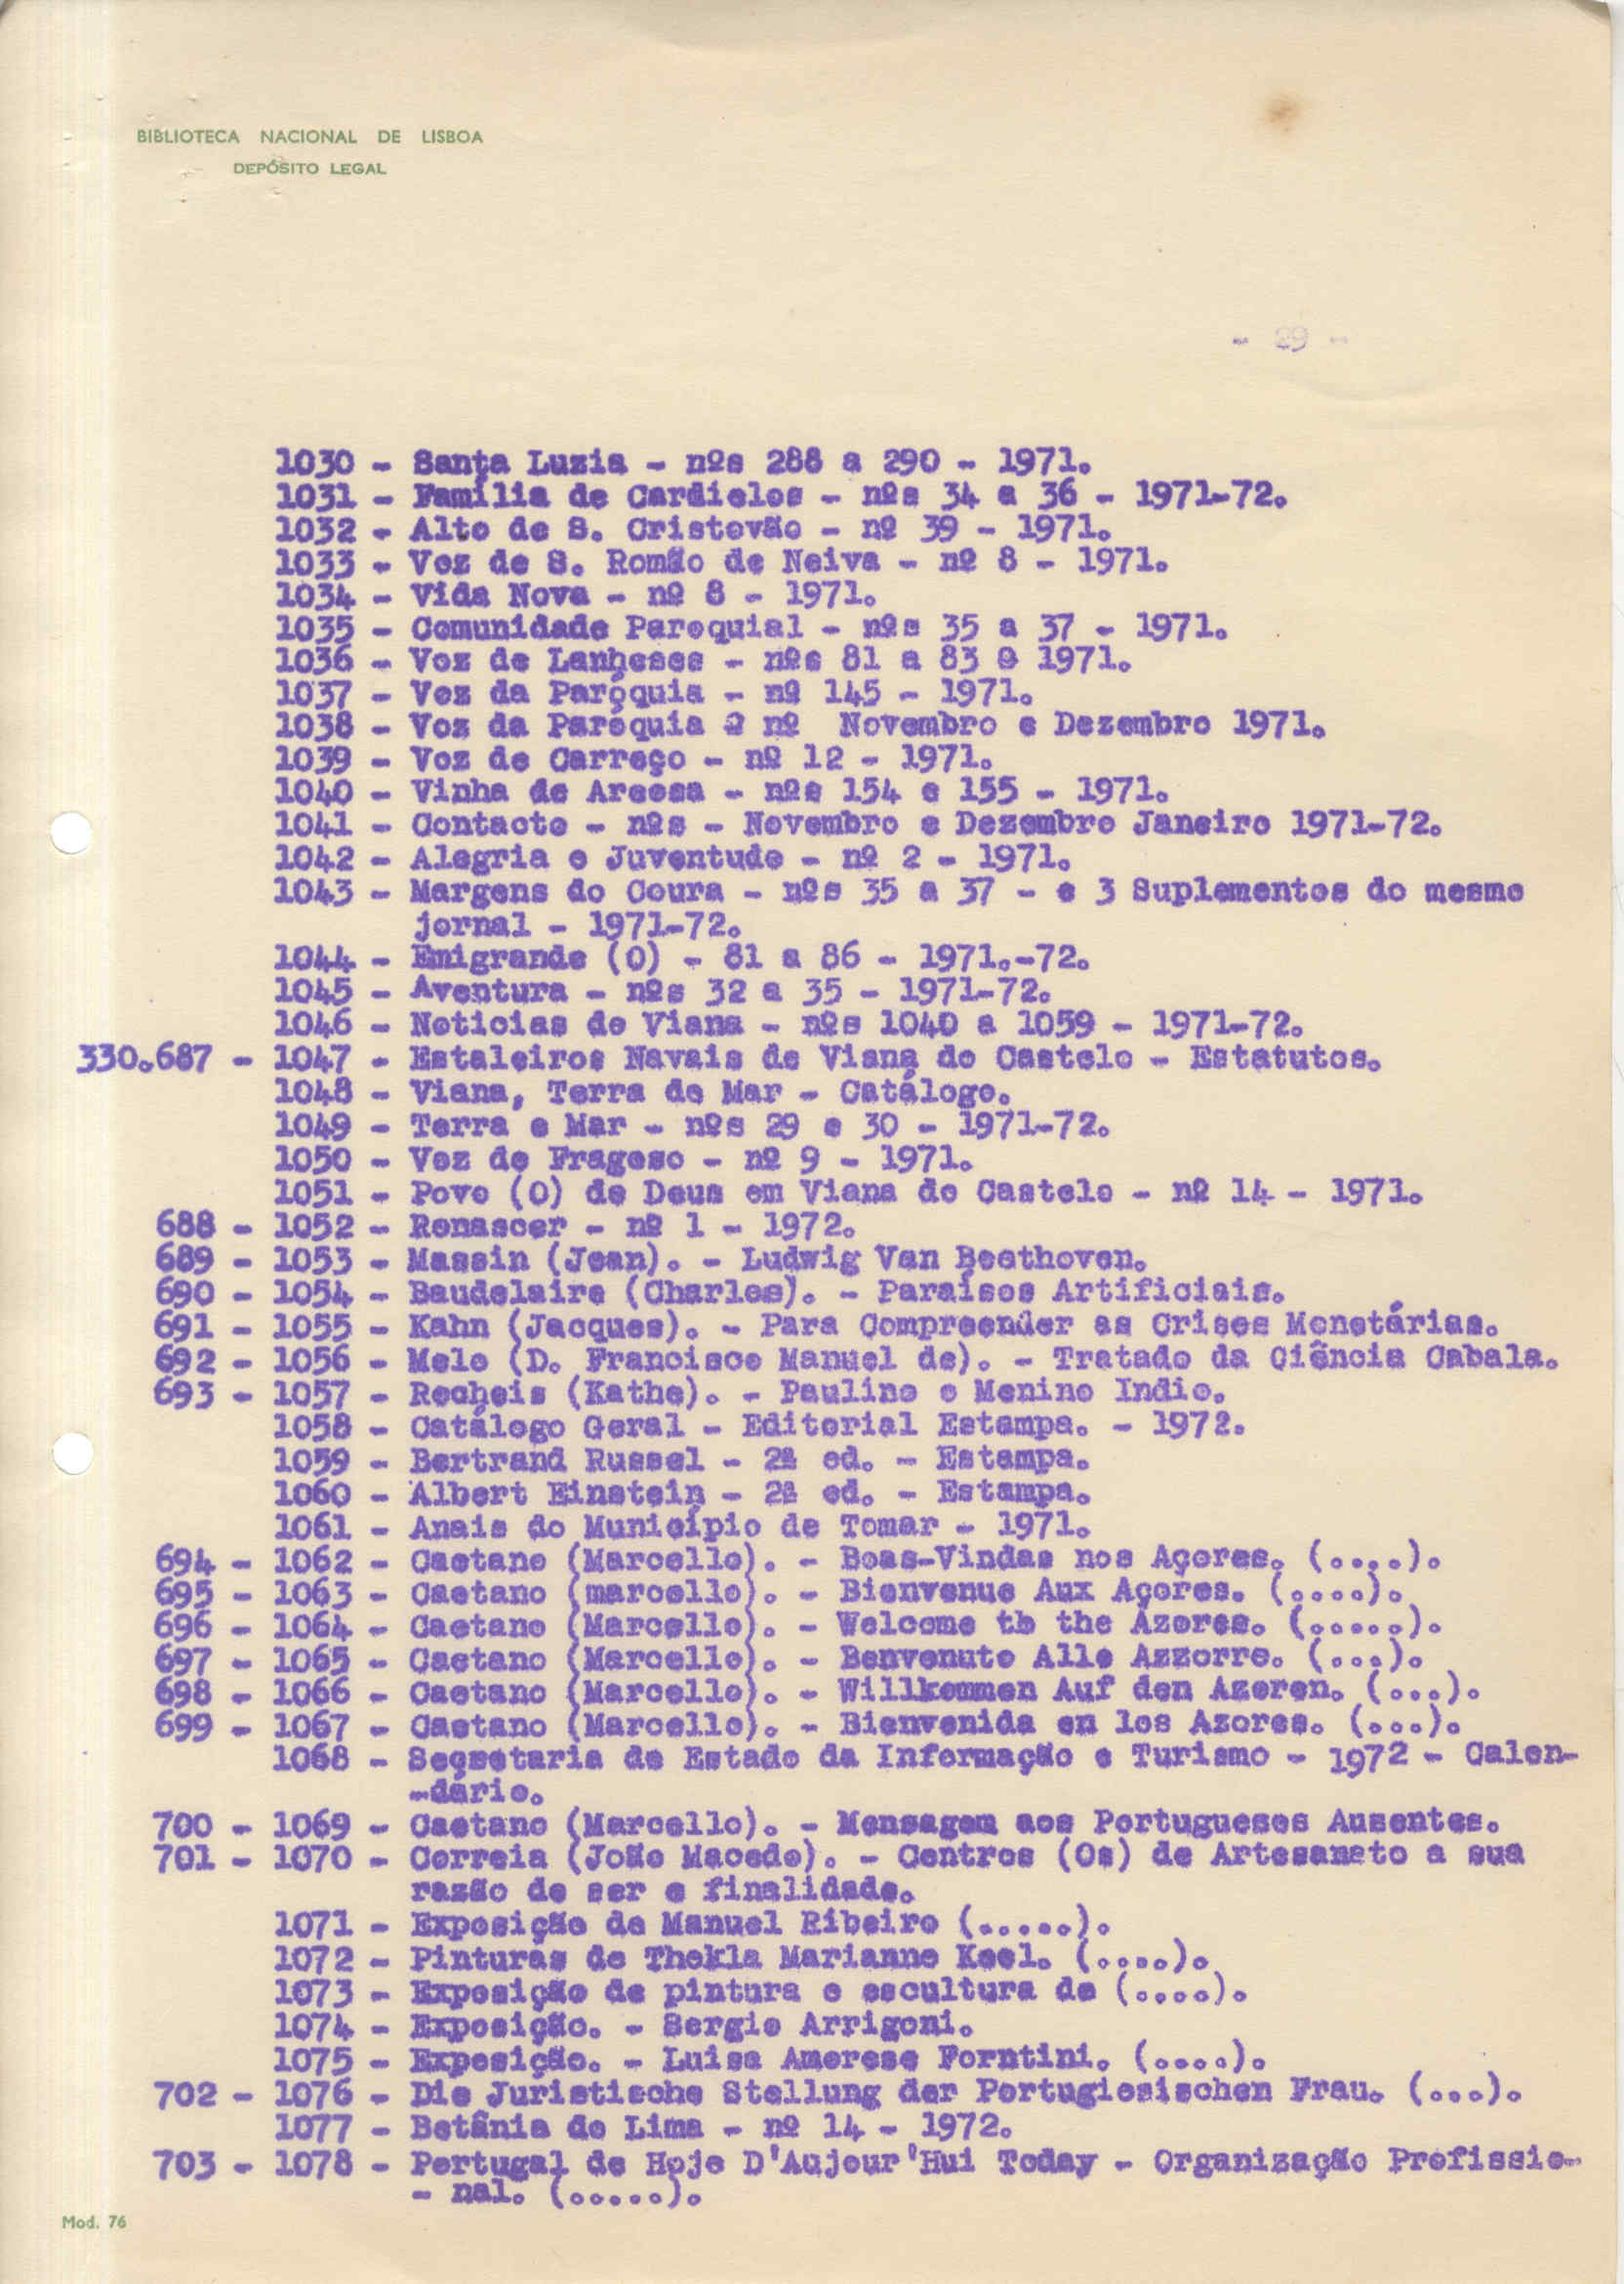 BIBLIOTECA NACIONAL DE LISBOA
DEPÓSITO LEGAL
- 29 -
1030 - Santa Luzia - nºs 288 a 290 - 1971.
1031 - Família de Cardielos - nºs 34 a 36 - 1971-72.
1032 - Alto de S. Cristovão - nº 39 - 1971.
1033 - Voz de S. Romão de Neiva - nº 8 - 1971.
1034 - Vida Nova - nº 8 - 1971.
1035 - Comunidade Paroquial - nºs 35 a 37 - 1971.
1036 - Voz de Lanheses - nºs 81 a 83 1971.
1037 - Voz da Paróquia - nº 145 - 1971.
1038 - Voz da Paróquia nº Novembro e Dezembro 1971.
1039 - Voz de Carreço - nº 12 - 1971.
1040 - Vinha de Areosa - nºs 154 e 155 - 1971.
1041 - Contacto - nºs - Novembro e Dezembro Janeiro 1971-72.
1042 - Alegria e Juventude - nº 2 - 1971.
1043 - Margens do Coura - nºs 35 a 37 - e 3 Suplementos do mesmo
jornal - 1971-72.
1044 - Emigrande (O) - 81 a 86 - 1971.-72.
1045 - Aventura - nºs 32 a 35 - 1971-72.
1046 - Noticias de Viana - nºs 1040 a 1059 - 1971-72.
330.687 - 1047 - Estaleiros Navais de Viana do Castelo - Estatutos.
1048 - Viana, Terra de Mar - Catálogo.
1049 - Terra e Mar - nºs 29 e 30 - 1971-72.
1050 - Voz de Fragoso - nº 9 - 1971.
1051 - Povo (O) de Deus em Viana do Castelo - nº 14 - 1971.
688 - 1052 - Renascer - nº 1 - 1972.
689 - 1053 - Massin (Jean). - Ludwig Van Beethoven.
690 - 1054 - Baudelaire (Charles). - Paraísos Artificiais.
691 - 1055 - Kahn (Jacques). - Para Compreender as Crises Monetárias.
692 - 1056 - Melo (D. Francisco Manuel de). - Tratado da Ciência Cabala.
693 - 1057 - Recheis (Kathe). - Paulino o Menino Indio.
1058 - Catálogo Geral - Editorial Estampa. - 1972.
1059 - Bertrand Russel - 2ª ed. - Estampa.
1060 - Albert Einstein - 2ª ed. - Estampa.
1061 - Anais do Município de Tomar - 1971.
694 - 1062 - Caetano (Marcello). - Boas-Vindas nos Açores. (....).
695 - 1063 - Caetano (marcello). - Bienvenue Aux Açores. (....).
696 - 1064 - Caetano (Marcello). - Welcome tb the Azores. (.....).
697 - 1065 - Caetano (Marcello). - Benvenuto Alle Azzorre. (...).
698 - 1066 - Caetano (Marcello). - Willkommen Auf den Azoren. (...).
699 - 1067 - Caetano (Marcello). - Bienvenida en los Azores. (...).
1068 - Secretaria de Estado da Informação e Turismo - 1972 - Calen-
-dário.
700 - 1069 - Caetano (Marcello). - Mensagem aos Portugueses Ausentes.
701 - 1070 - Correia (João Macedo). - Centros (Os) de Artesanato a sua
razão de ser e finalidade.
1071 - Exposição de Manuel Ribeiro (.....).
1072 - Pinturas de Thekla Marianne Keel. (....).
1073 - Exposição de pintura e escultura de (....).
1074 - Exposição. - Sergio Arrigoni.
1075 - Exposição. - Luisa Amorese Forntini. (....).
702 - 1076 - Die Juristische Stellung der Portugiesischen Frau. (...).
1077 - Betânia do Lima - nº 14 - 1972.
703 - 1078 - Portugal de Hoje D'Aujour'Hui Today - Organização Profissio-
- nal. (.....).
Mod. 76